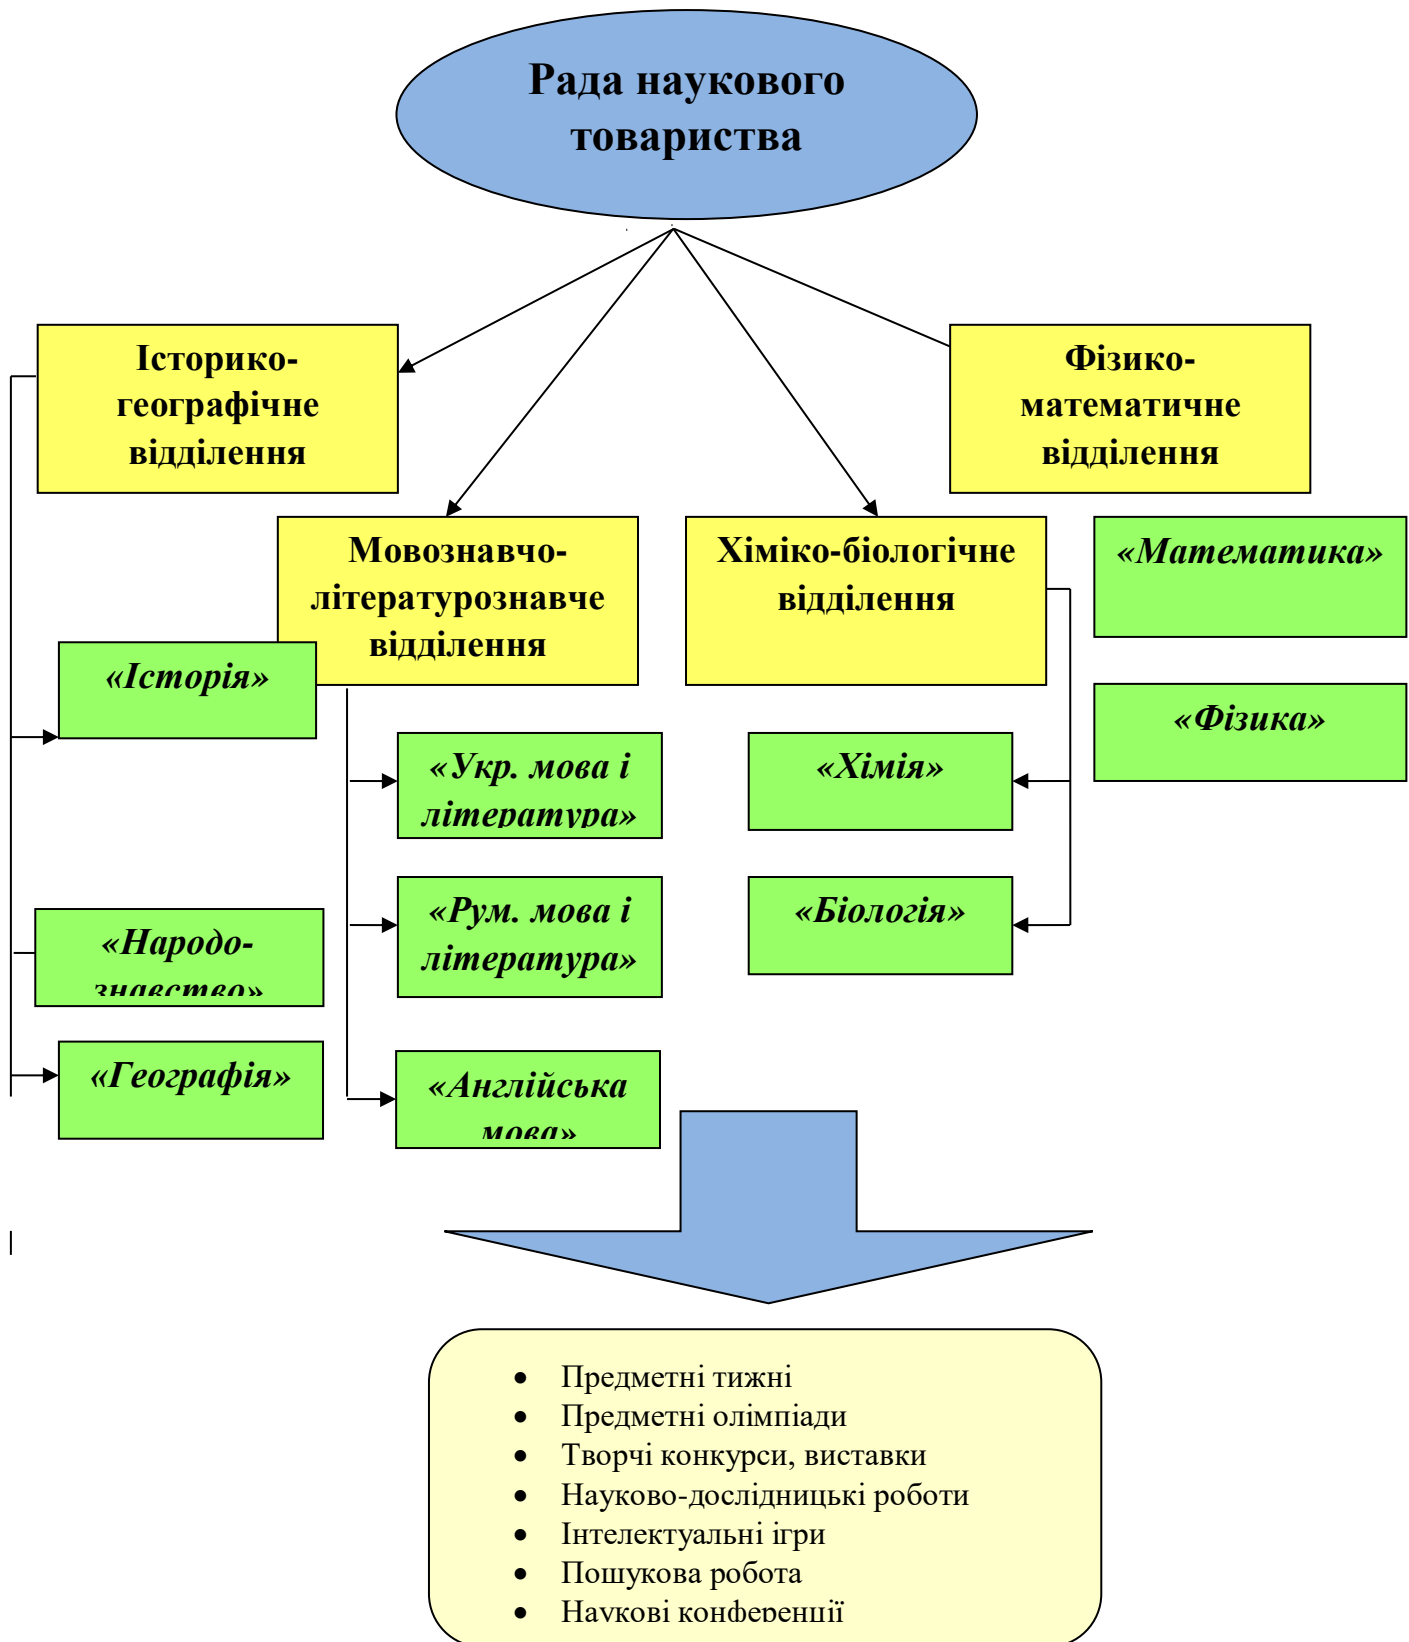 Рада наукового
товариства
Історико-
географічне
відділення
Фізико-
математичне
відділення
Мовознавчо-
літературознавче
відділення
Хіміко-біологічне
відділення
«Математика»
«Історія»
«Фізика»
«Укр. мова і
література»
«Хімія»
«Рум. мова і
література»
«Біологія»
«Народо-
знавство»
«Географія»
«Англійська
мова»
• Предметні тижні
• Предметні олімпіади
• Творчі конкурси, виставки
• Науково-дослідницькі роботи
• Інтелектуальні ігри
• Пошукова робота
• Наукові конференції